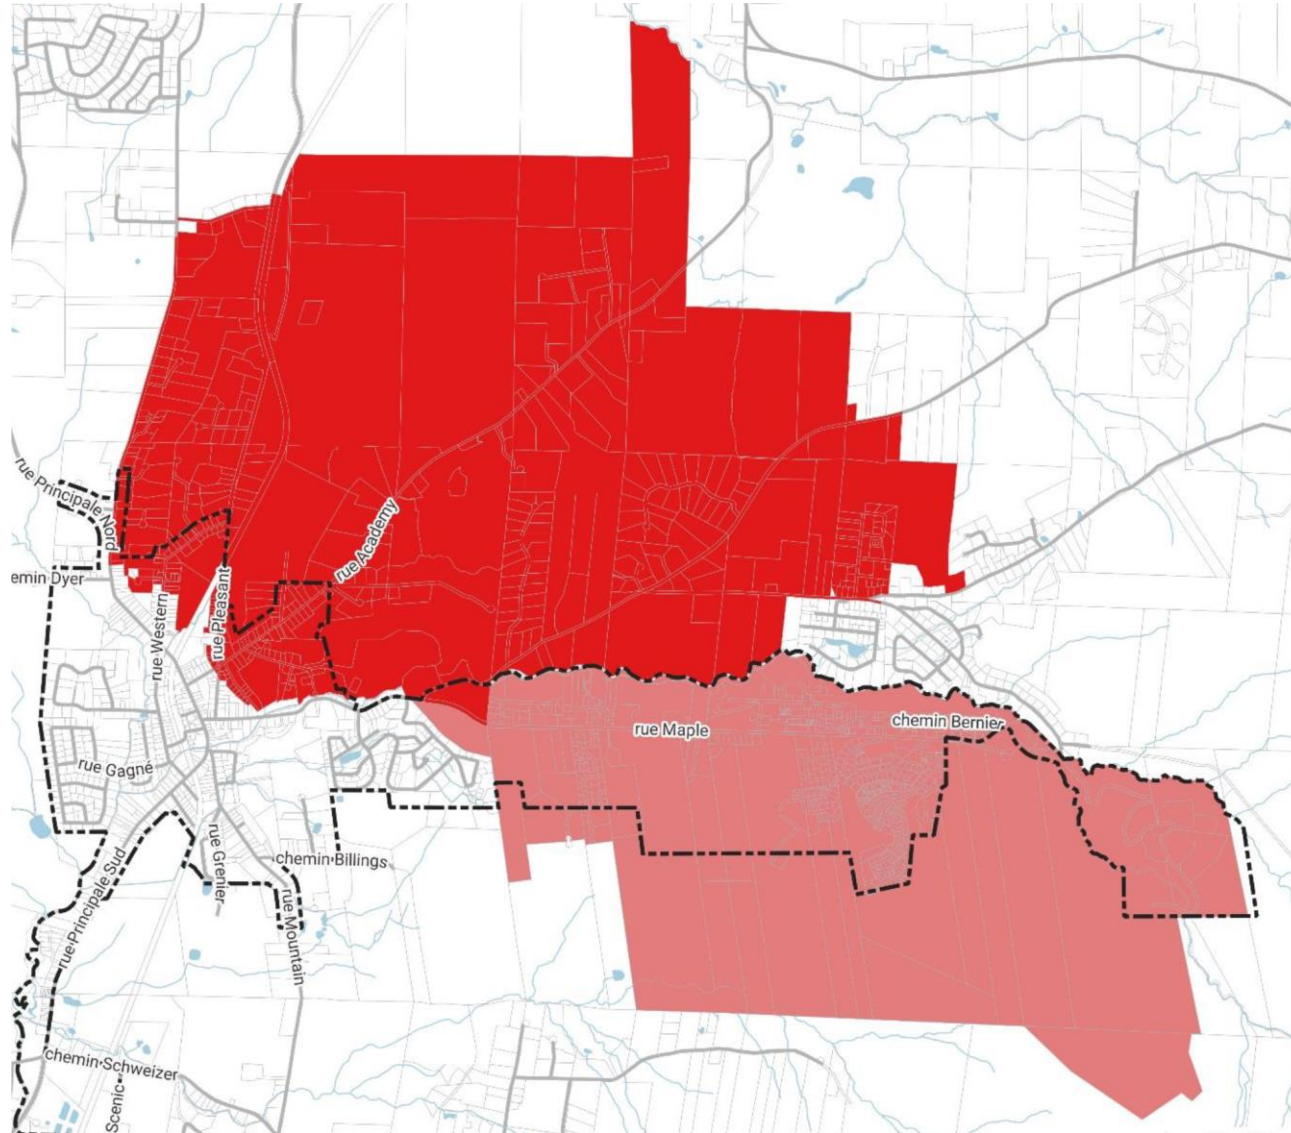 rue Principale Nord
rue Academy
emin Dyer
rue Western
rue Pleasant
rue Maple
chemin Bernier
rue Gagné
rue Grenier
chemin Billings
rue Principale Sud
rue Mountain
chemin Schweizer
Scenic